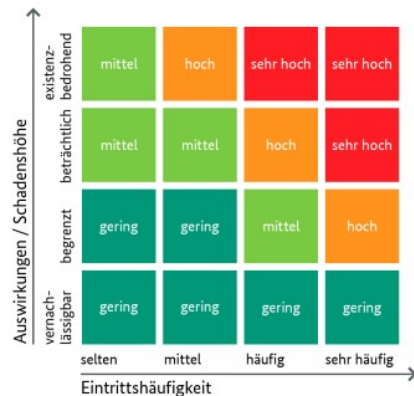 Auswirkungen / Schadenshöhe
existenz-
bedrohend
mittel hoch sehr hoch sehr hoch
beträchtlich
mittel mittel hoch sehr hoch
begrenzt
gering gering mittel hoch
vernach-
lässigbar
gering gering gering gering
selten mittel häufig sehr häufig
Eintrittshäufigkeit